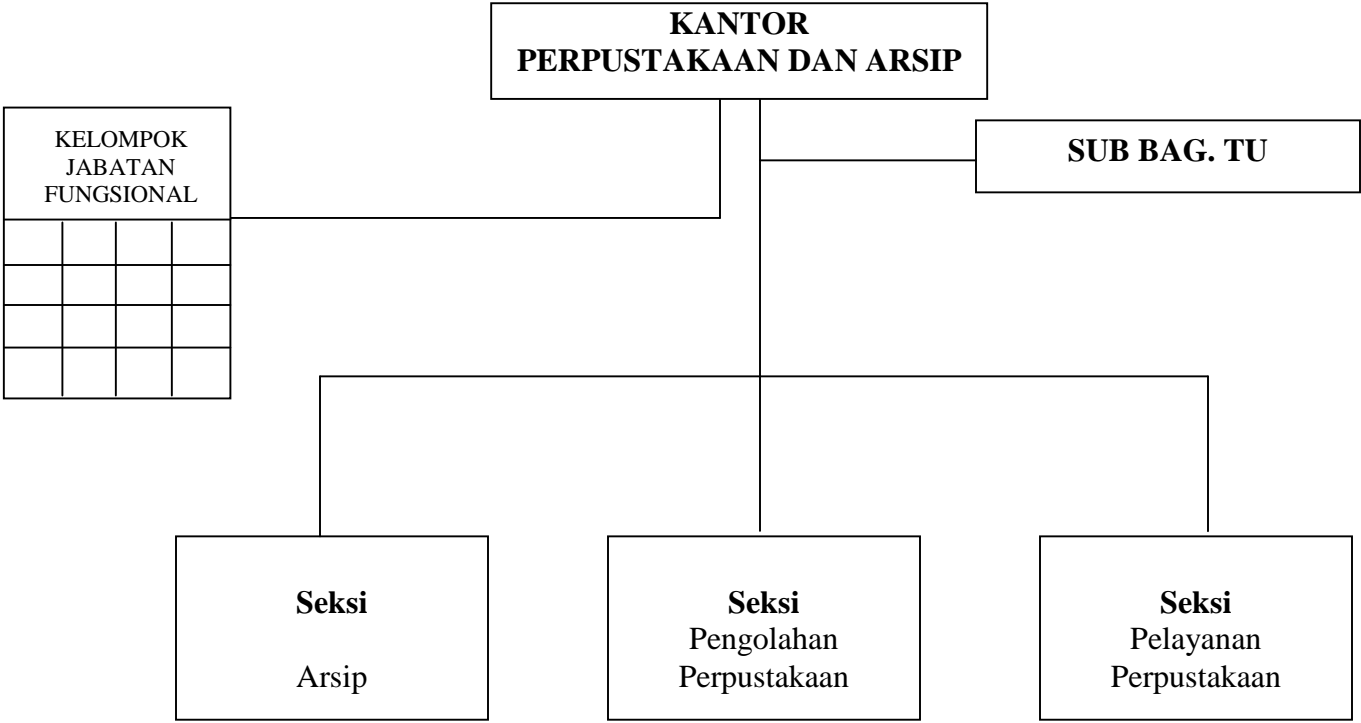 KANTOR
PERPUSTAKAAN DAN ARSIP
KELOMPOK
JABATAN
FUNGSIONAL
SUB BAG. TU
Seksi
Arsip
Seksi
Pengolahan
Perpustakaan
Seksi
Pelayanan
Perpustakaan